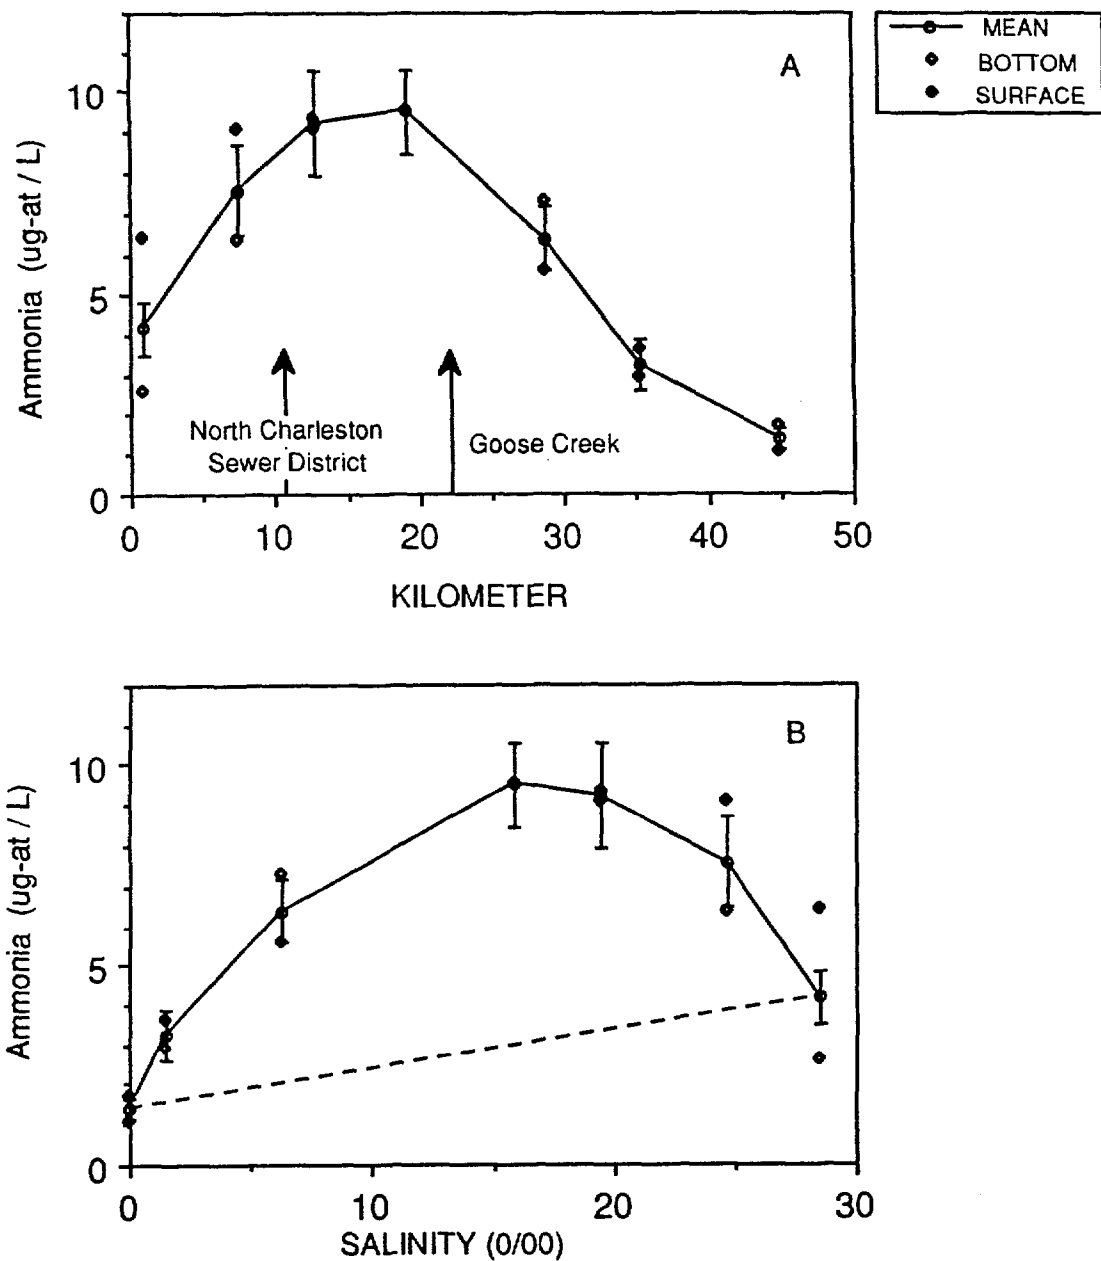 A
MEAN
BOTTOM
SURFACE
Ammonia (ug-at / L)
10
5
0
North Charleston
Sewer District
Goose Creek
0 10 20 30 40 50
KILOMETER
B
Ammonia (ug-at / L)
10
5
0
0 10 20 30
SALINITY (0/00)